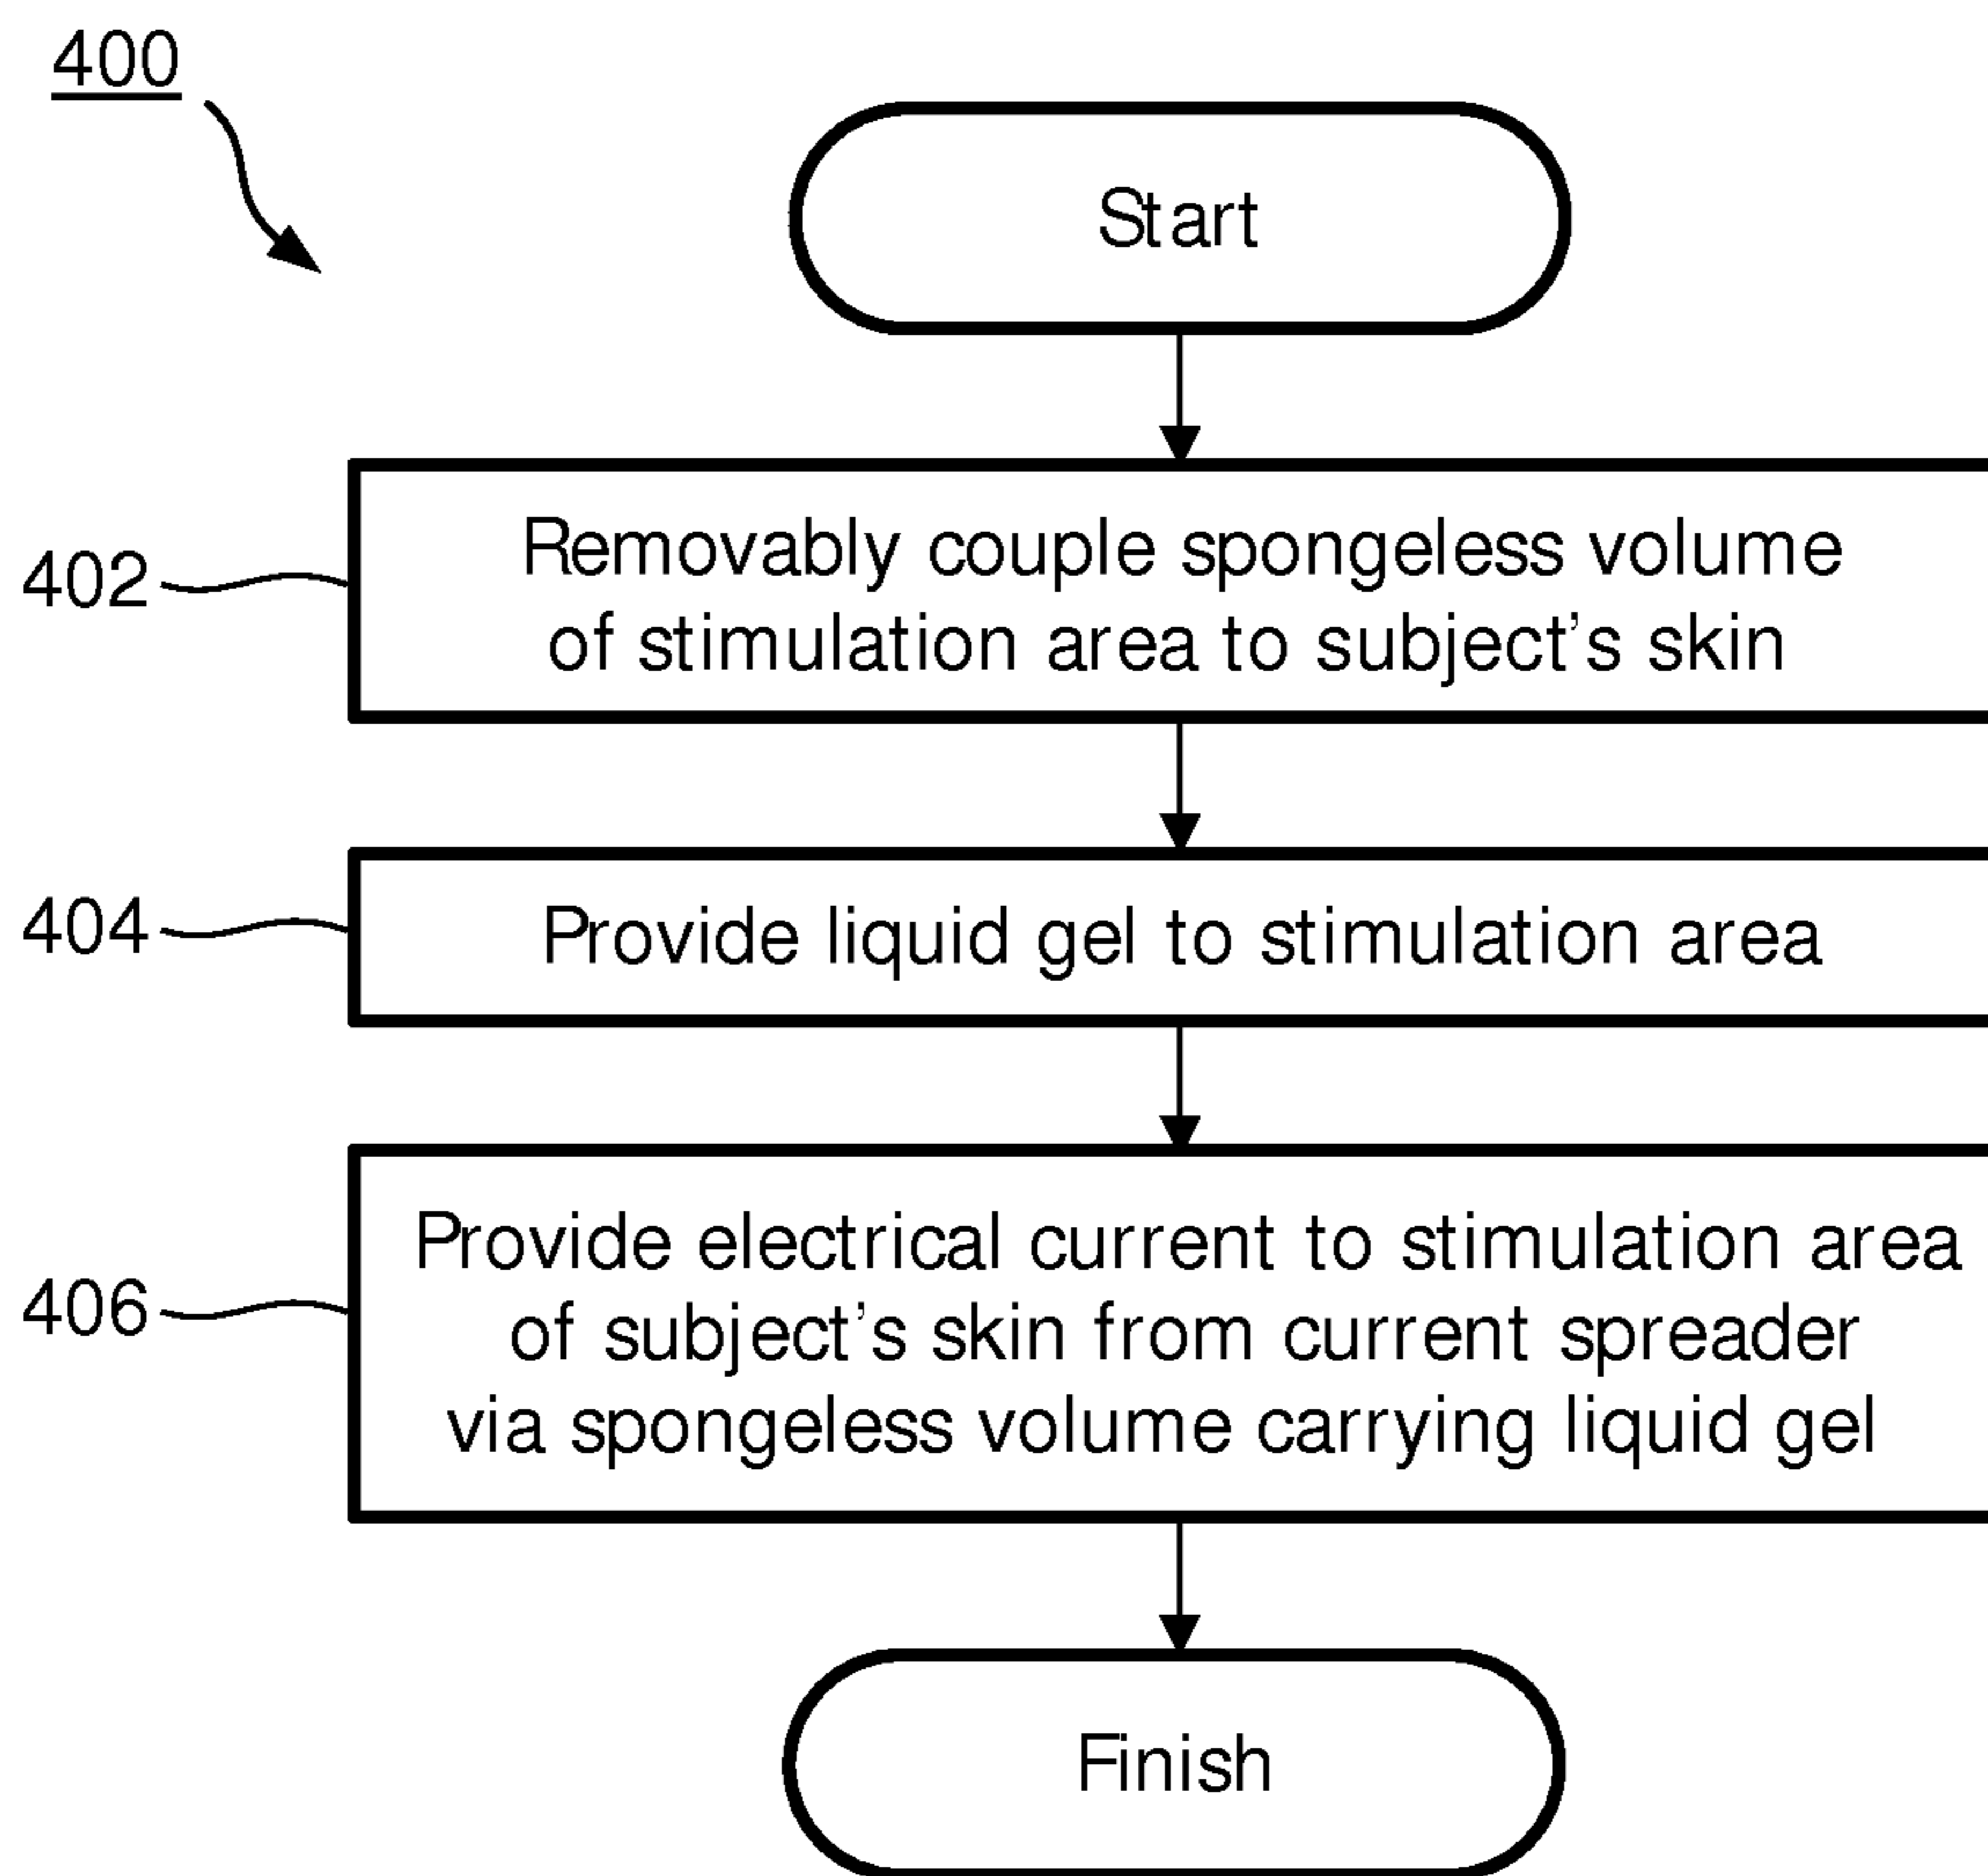 400
Start
402
Removably couple spongeless volume
of stimulation area to subject's skin
404
Provide liquid gel to stimulation area
406
Provide electrical current to stimulation area
of subject's skin from current spreader
via spongeless volume carrying liquid gel
Finish